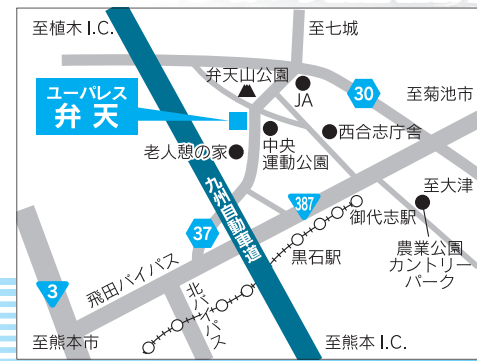 至植木 I.C.
至七城
弁天山公園
JA
30
至菊池市
ユーパレス
弁天
中央
運動公園
西合志庁舎
老人憩の家
至大津
九州自動車道
387
御代志駅
37
黒石駅
農業公園
カントリー
パーク
飛田バイパス
3
北バイパス
至熊本市
至熊本 I.C.